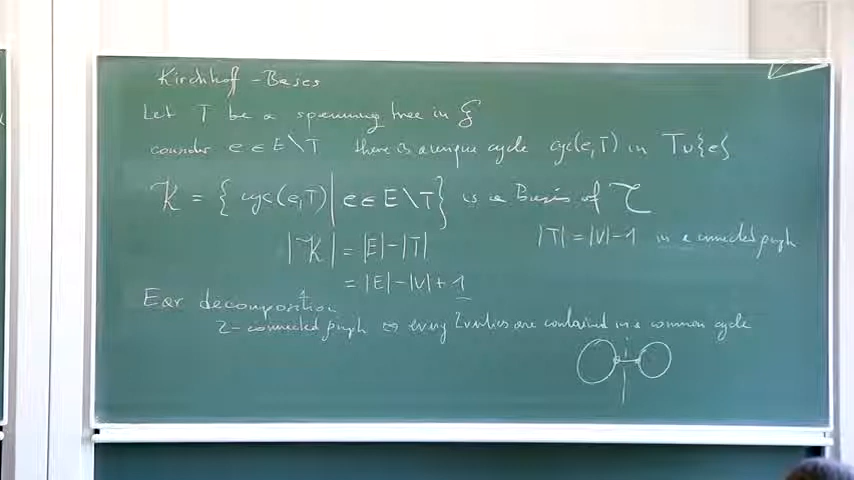 Kirchhof-Bases
Let T be a spanning tree in G
consider e ∈ E \ T there is a unique cycle cyc(e,T) in T∪{e}
K = { cyc(e,T) | e ∈ E \ T } is a Basis of C
|K| = |E|-|T|
|T| = |V|-1 in a connected graph
= |E|-|V|+1
Ear decomposition
2-connected graph ⇔ every 2 vertices are contained in a common cycle